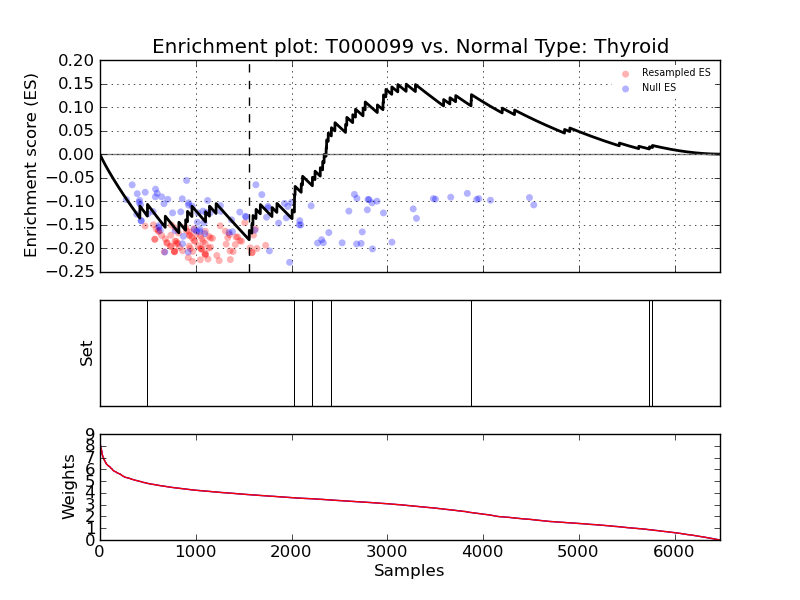 Enrichment plot: T000099 vs. Normal Type: Thyroid
Enrichment score (ES)
0.20
0.15
0.10
0.05
0.00
−0.05
−0.10
−0.15
−0.20
−0.25
Resampled ES
Null ES
Set
Weights
9
8
7
6
5
4
3
2
1
0
0 1000 2000 3000 4000 5000 6000
Samples